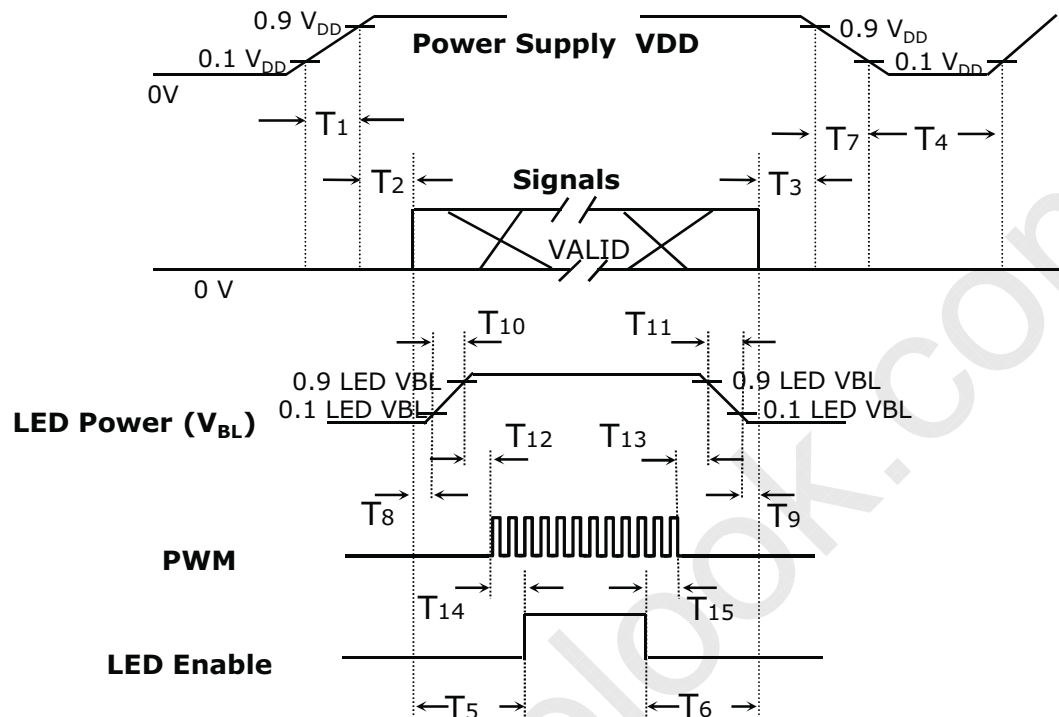 0.9 VDD
Power Supply VDD
0.9 VDD
0.1 VDD
0.1 VDD
0V
T1
T7
T4
T2
Signals
T3
VALID
0 V
T10
T11
0.9 LED VBL
0.9 LED VBL
0.1 LED VBL
0.1 LED VBL
LED Power (VBL)
T12
T13
T8
T9
PWM
T14
T15
LED Enable
T5
T6